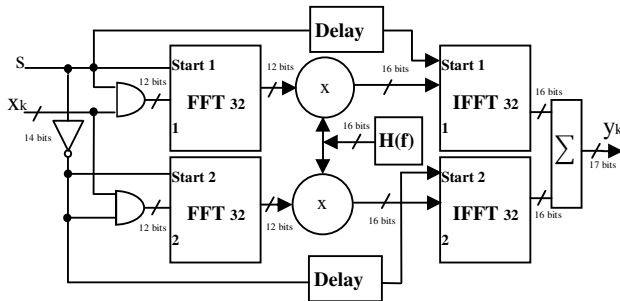 Delay
S
Start 1
12 bits
12 bits
16 bits
Start 1
16 bits
FFT 32
x
IFFT 32
xk
14 bits
1
1
yk
16 bits
H(f)
Σ
17 bits
Start 2
Start 2
FFT 32
x
IFFT 32
12 bits
12 bits
16 bits
16 bits
2
2
Delay